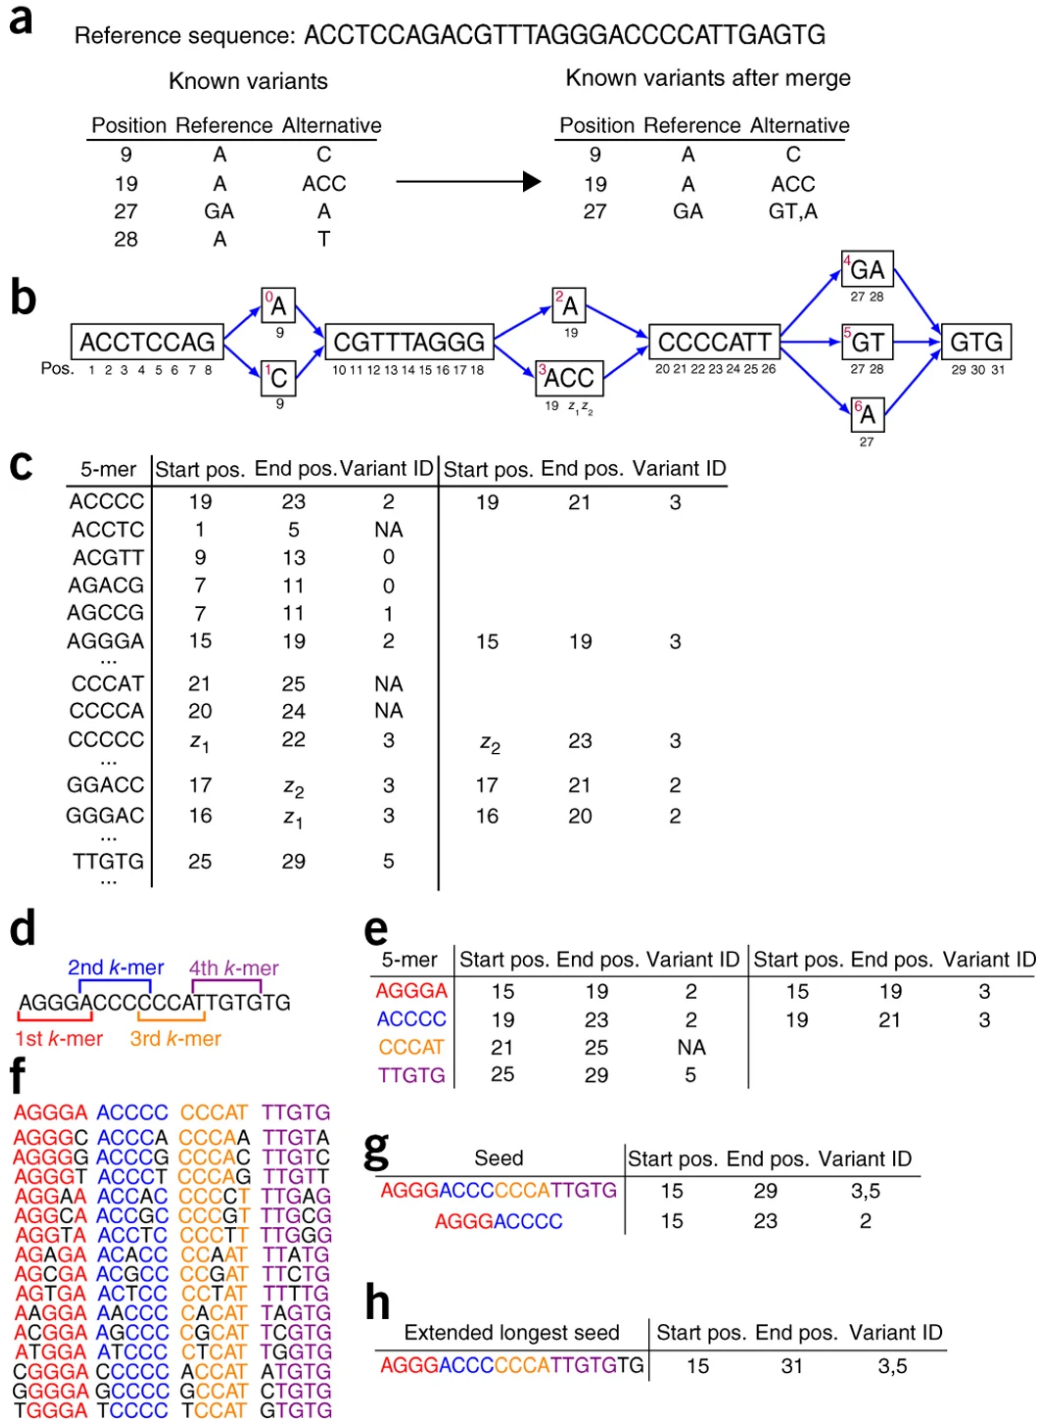 a
Reference sequence: ACCTCCAGACGTTTAGGGACCCCATTGAGTG
Known variants
Known variants after merge
Position Reference Alternative
9 A C
19 A ACC
27 GA A
28 A T
Position Reference Alternative
9 A C
19 A ACC
27 GA GT,A
b
4 GA
27 28
0 A
9
2 A
19
ACCTCCAG
CGTTTAGGG
CCCCATT
5 GT
27 28
GTG
Pos. 1 2 3 4 5 6 7 8
10 11 12 13 14 15 16 17 18
20 21 22 23 24 25 26
29 30 31
1 C
9
3 ACC
19 z1 z2
6 A
27
c
5-mer Start pos. End pos. Variant ID Start pos. End pos. Variant ID
ACCCC 19 23 2 19 21 3
ACCTC 1 5 NA
ACGTT 9 13 0
AGACG 7 11 0
AGCCG 7 11 1
AGGGA 15 19 2 15 19 3
...
CCCAT 21 25 NA
CCCCA 20 24 NA
CCCCC z1 22 3 z2 23 3
...
GGACC 17 z2 3 17 21 2
GGGAC 16 z1 3 16 20 2
...
TTGTG 25 29 5
...
d
2nd k-mer 4th k-mer
AGGGACCCCCCCATTGTGTG
1st k-mer 3rd k-mer
e
5-mer Start pos. End pos. Variant ID Start pos. End pos. Variant ID
AGGGA 15 19 2 15 19 3
ACCCC 19 23 2 19 21 3
CCCAT 21 25 NA
TTGTG 25 29 5
f
AGGGA ACCCC CCCAT TTGTG
AGGGC ACCCA CCCAA TTGTA
AGGGG ACCCG CCCAC TTGTC
AGGGT ACCCT CCCAG TTGTT
AGGAA ACCAC CCCCT TTGAG
AGGCA ACCGC CCCGT TTGCG
AGGTA ACCTC CCCTT TTGGG
AGAGA ACACC CCAAT TTATG
AGCGA ACGCC CCGAT TTCTG
AGTGA ACTCC CCTAT TTTTG
AAGGA AACCC CACAT TAGTG
ACGGA AGCCC CGCAT TCGTG
ATGGA ATCCC CTCAT TGGTG
CGGGA CCCCC ACCAT ATGTG
GGGGA GCCCC GCCAT CTGTG
TGGGA TCCCC TCCAT GTGTG
g
Seed Start pos. End pos. Variant ID
AGGGACCCCCCCATTGTG 15 29 3,5
AGGGACCCC 15 23 2
h
Extended longest seed Start pos. End pos. Variant ID
AGGGACCCCCCCATTGTGTG 15 31 3,5